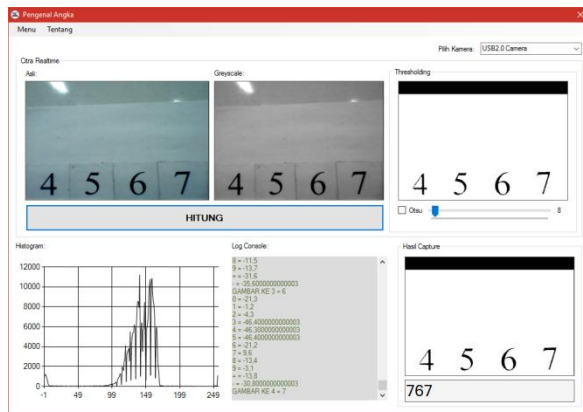 Pengenal Angka
Menu Tentang
Pilih Kamera: USB2.0 Camera
Citra Realtime
Asli: Greyscale: Thresholding
4 5 6 7 4 5 6 7 4 5 6 7
HITUNG
Otsu 8
Histogram: Log Console: Hasil Capture
12000
10000
8000
6000
4000
2000
0
-1 49 99 149 199 249
8 = -11,5
9 = -13,7
+ = -31,6
- = -35,6000000000003
GAMBAR KE 3 = 6
0 = -21,3
1 = -1,2
2 = -4,3
3 = -46,4000000000003
4 = -46,3000000000003
5 = -46,4000000000003
6 = -21,2
7 = 9,6
8 = -13,4
9 = -3,1
+ = -13,8
- = -30,8000000000003
GAMBAR KE 4 = 7
4 5 6 7
767